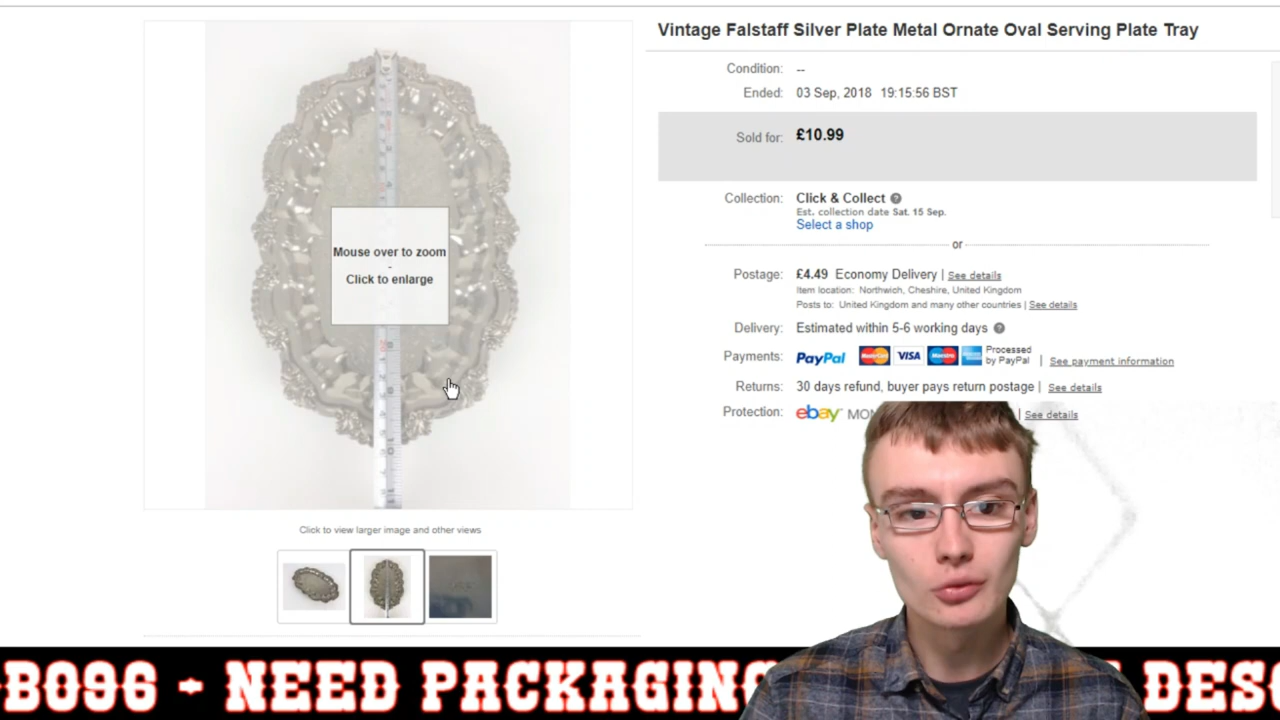 Vintage Falstaff Silver Plate Metal Ornate Oval Serving Plate Tray
Condition: --
Ended: 03 Sep, 2018 19:15:56 BST
Sold for: £10.99
Collection: Click & Collect
Est. collection date Sat. 15 Sep.
Select a shop
or
Postage: £4.49 Economy Delivery | See details
Item location: Northwich, Cheshire, United Kingdom
Posts to: United Kingdom and many other countries | See details
Delivery: Estimated within 5-6 working days
Payments: PayPal MasterCard VISA Maestro Processed by PayPal | See payment information
Returns: 30 days refund, buyer pays return postage | See details
Protection: ebay MON | See details
Mouse over to zoom
-
Click to enlarge
Click to view larger image and other views
B096 - NEED PACKAGING DESC